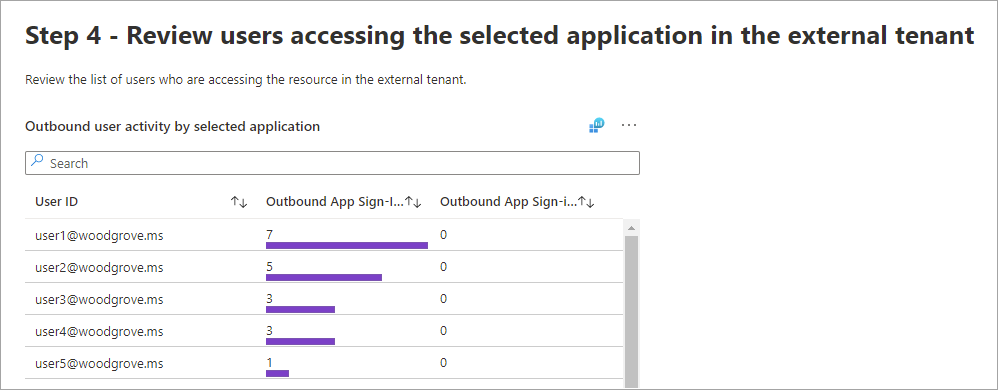 Step 4 - Review users accessing the selected application in the external tenant
Review the list of users who are accessing the resource in the external tenant.
Outbound user activity by selected application
Search
User ID Outbound App Sign-I... Outbound App Sign-i...
user1@woodgrove.ms 7 0
user2@woodgrove.ms 5 0
user3@woodgrove.ms 3 0
user4@woodgrove.ms 3 0
user5@woodgrove.ms 1 0